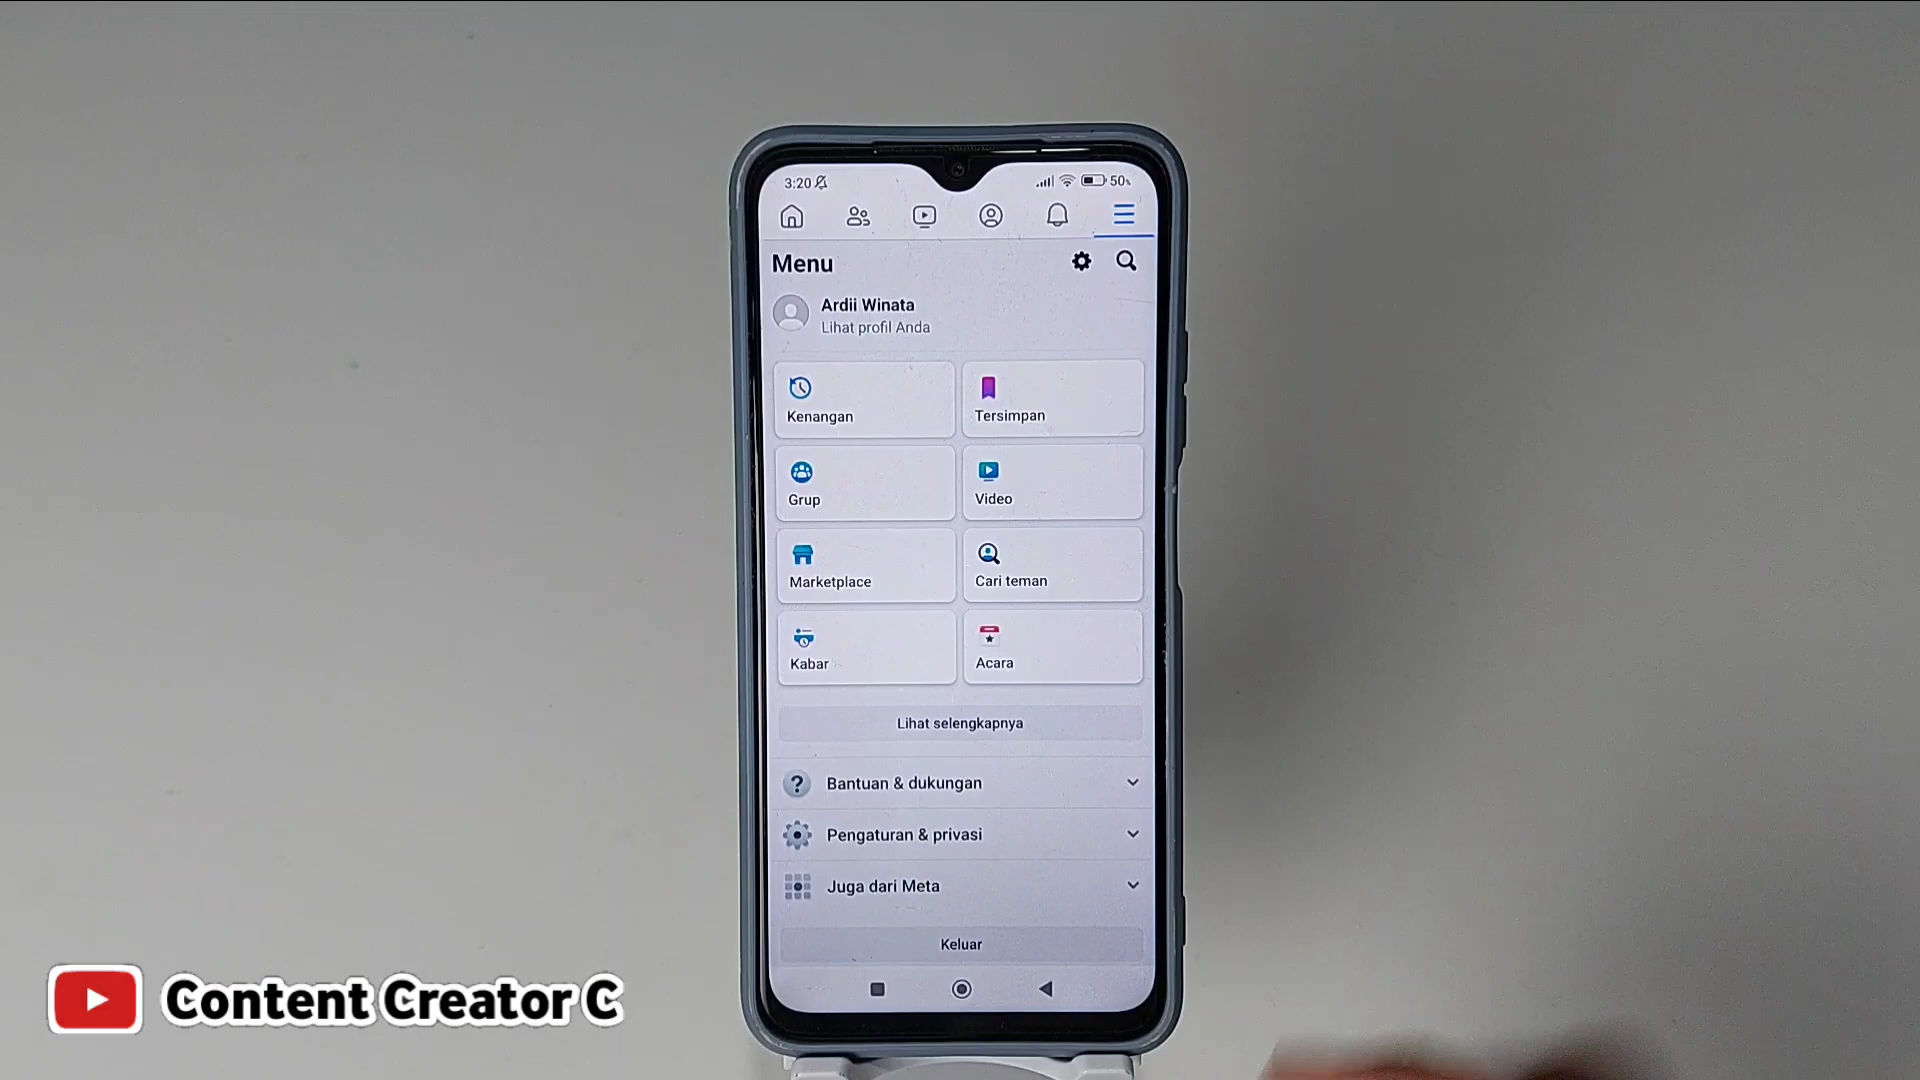 3:20
50%
Menu
Ardii Winata
Lihat profil Anda
Kenangan
Tersimpan
Grup
Video
Marketplace
Cari teman
Kabar
Acara
Lihat selengkapnya
Bantuan & dukungan
Pengaturan & privasi
Juga dari Meta
Keluar
Content Creator C